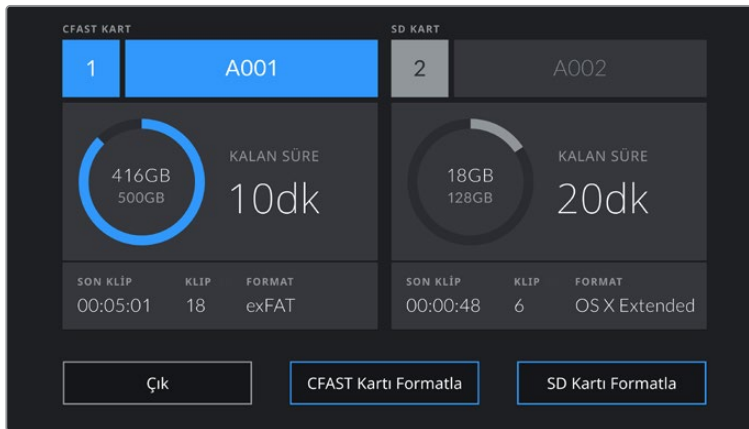 CFAST KART
1
A001
416GB
500GB
KALAN SÜRE
10dk
SON KLİP
KLIP
FORMAT
00:05:01
18
exFAT
SD KART
2
A002
18GB
128GB
KALAN SÜRE
20dk
SON KLİP
KLIP
FORMAT
00:00:48
6
OS X Extended
Çık
CFAST Kartı Formatla
SD Kartı Formatla